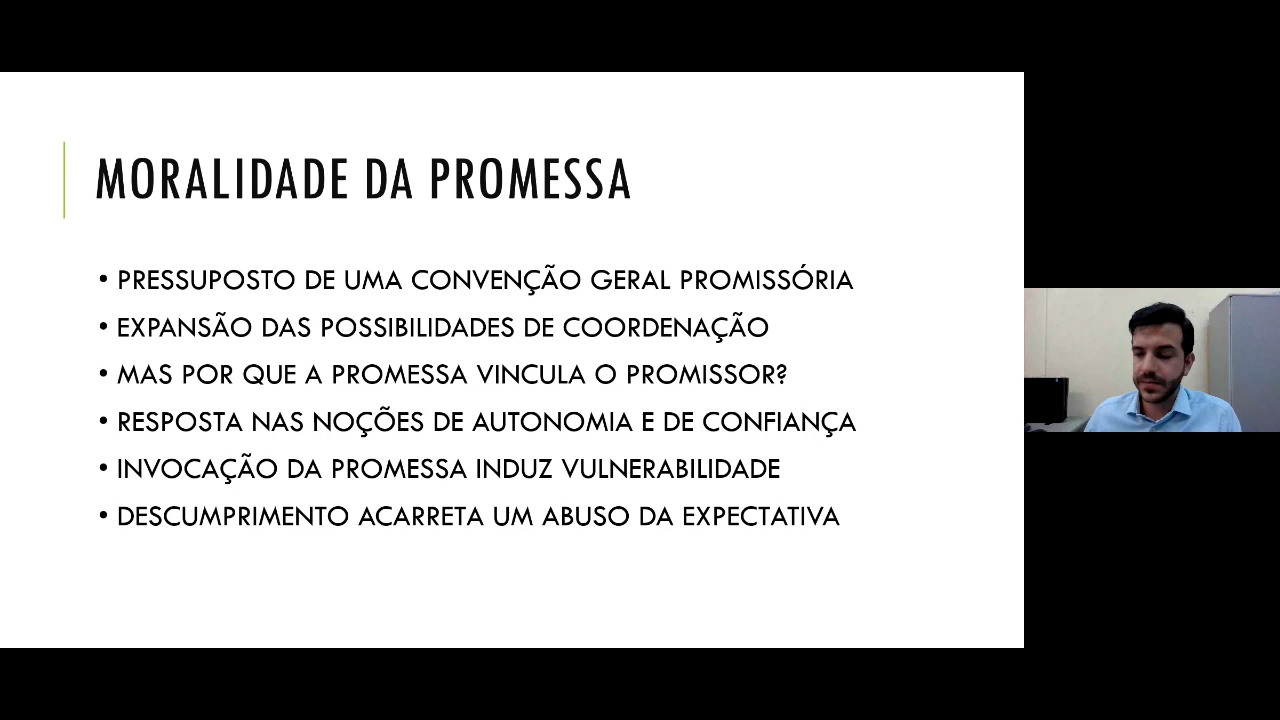 MORALIDADE DA PROMESSA
• PRESSUPOSTO DE UMA CONVENÇÃO GERAL PROMISSÓRIA
• EXPANSÃO DAS POSSIBILIDADES DE COORDENAÇÃO
• MAS POR QUE A PROMESSA VINCULA O PROMISSOR?
• RESPOSTA NAS NOÇÕES DE AUTONOMIA E DE CONFIANÇA
• INVOCAÇÃO DA PROMESSA INDUZ VULNERABILIDADE
• DESCUMPRIMENTO ACARRETA UM ABUSO DA EXPECTATIVA